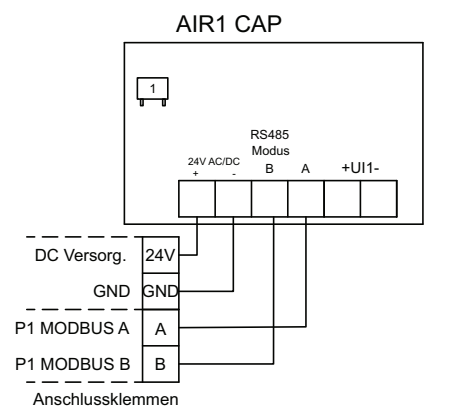 AIR1 CAP
1
RS485
Modus
24V AC/DC
+ - B A +UI1-
DC Versorg. 24V
GND GND
P1 MODBUS A A
P1 MODBUS B B
Anschlussklemmen